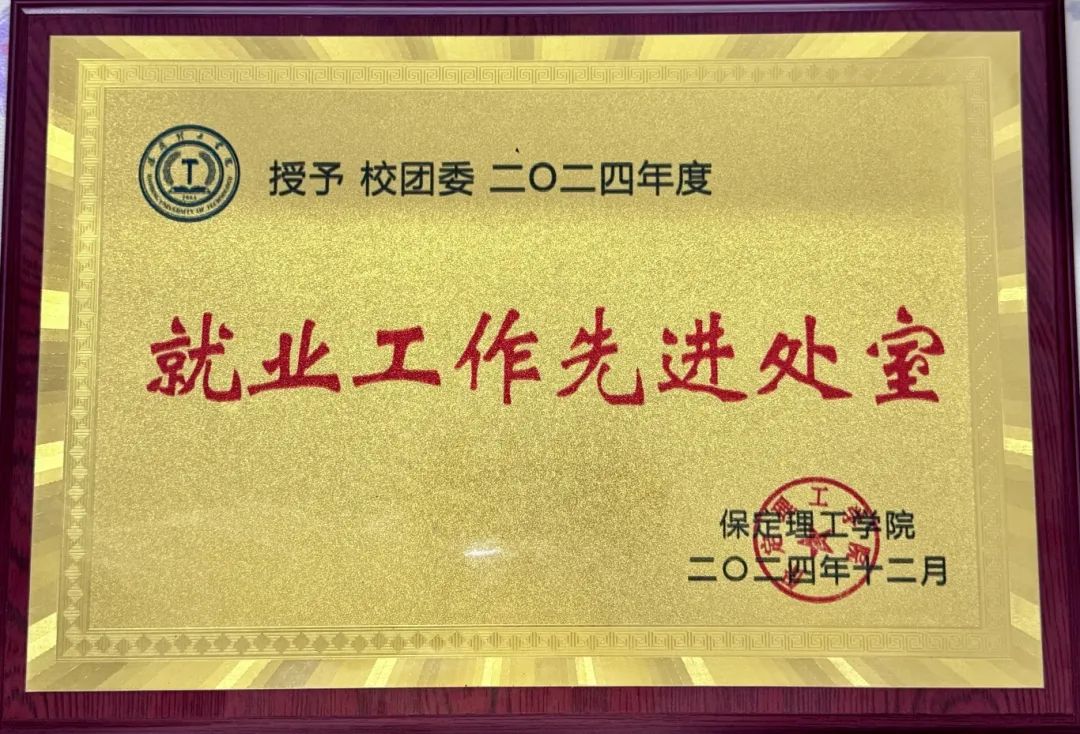 授予 校团委 二〇二四年度
就业工作先进处室
保定理工学院
二〇二四年十二月